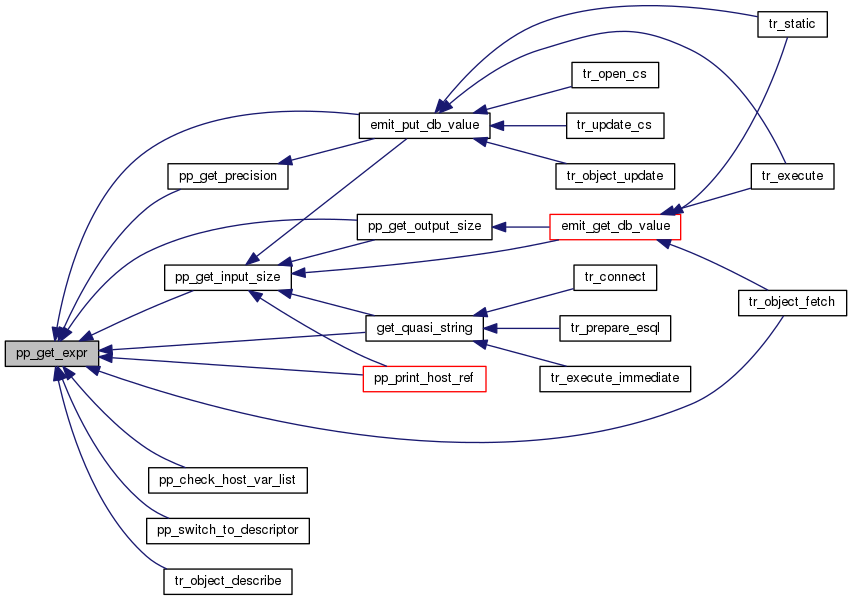 tr_static
tr_open_cs
emit_put_db_value
tr_update_cs
pp_get_precision
tr_object_update
tr_execute
pp_get_output_size
emit_get_db_value
pp_get_input_size
tr_connect
tr_object_fetch
get_quasi_string
tr_prepare_esql
pp_get_expr
pp_print_host_ref
tr_execute_immediate
pp_check_host_var_list
pp_switch_to_descriptor
tr_object_describe